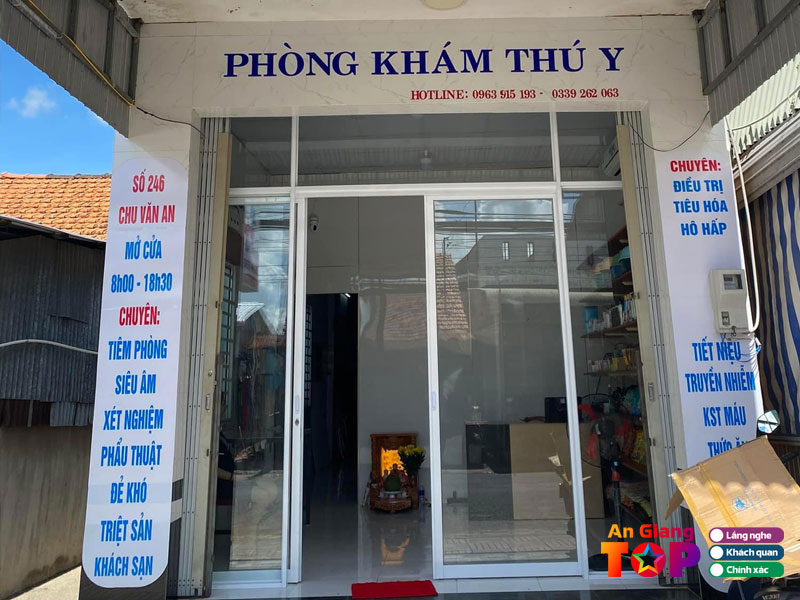 PHÒNG KHÁM THÚ Y
HOTLINE: 0963 915 193 - 0339 262 063
SỐ 246
CHU VĂN AN
MỞ CỬA
8h00 - 18h30
CHUYÊN:
TIÊM PHÒNG
SIÊU ÂM
XÉT NGHIỆM
PHẨU THUẬT
ĐẺ KHÓ
TRIỆT SẢN
KHÁCH SẠN
CHUYÊN:
ĐIỀU TRỊ
TIÊU HÓA
HÔ HẤP
TIẾT NIỆU
TRUYỀN NHIỄM
KST MÁU
THỨC
An Giang
TOP
Lắng nghe
Khách quan
Chính xác